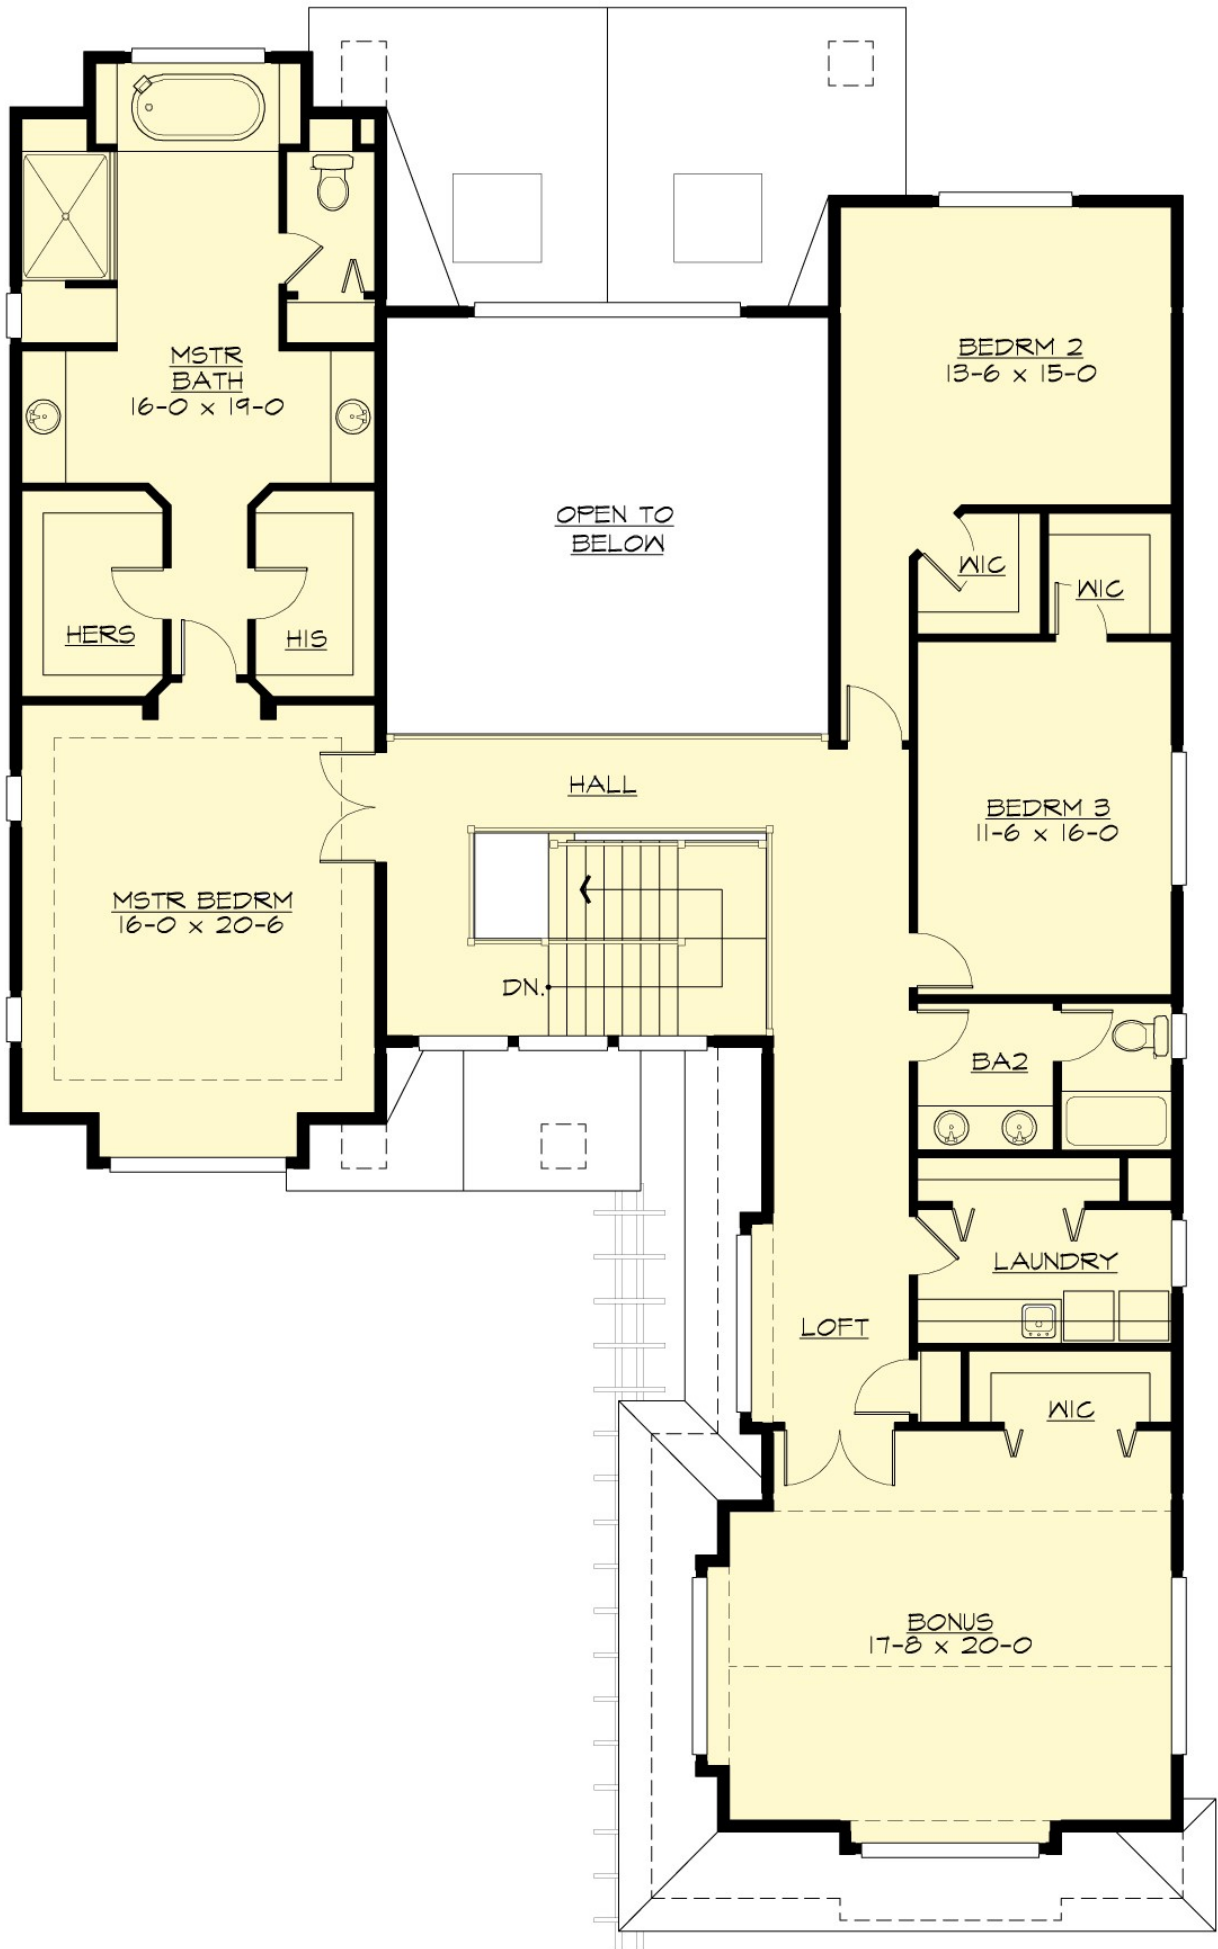 MSTR
BATH
16-0 x 19-0
BEDRM 2
13-6 x 15-0
OPEN TO
BELOW
WIC
WIC
HERS
HIS
HALL
BEDRM 3
11-6 x 16-0
MSTR BEDRM
16-0 x 20-6
DN.
BA2
LAUNDRY
LOFT
WIC
BONUS
17-8 x 20-0